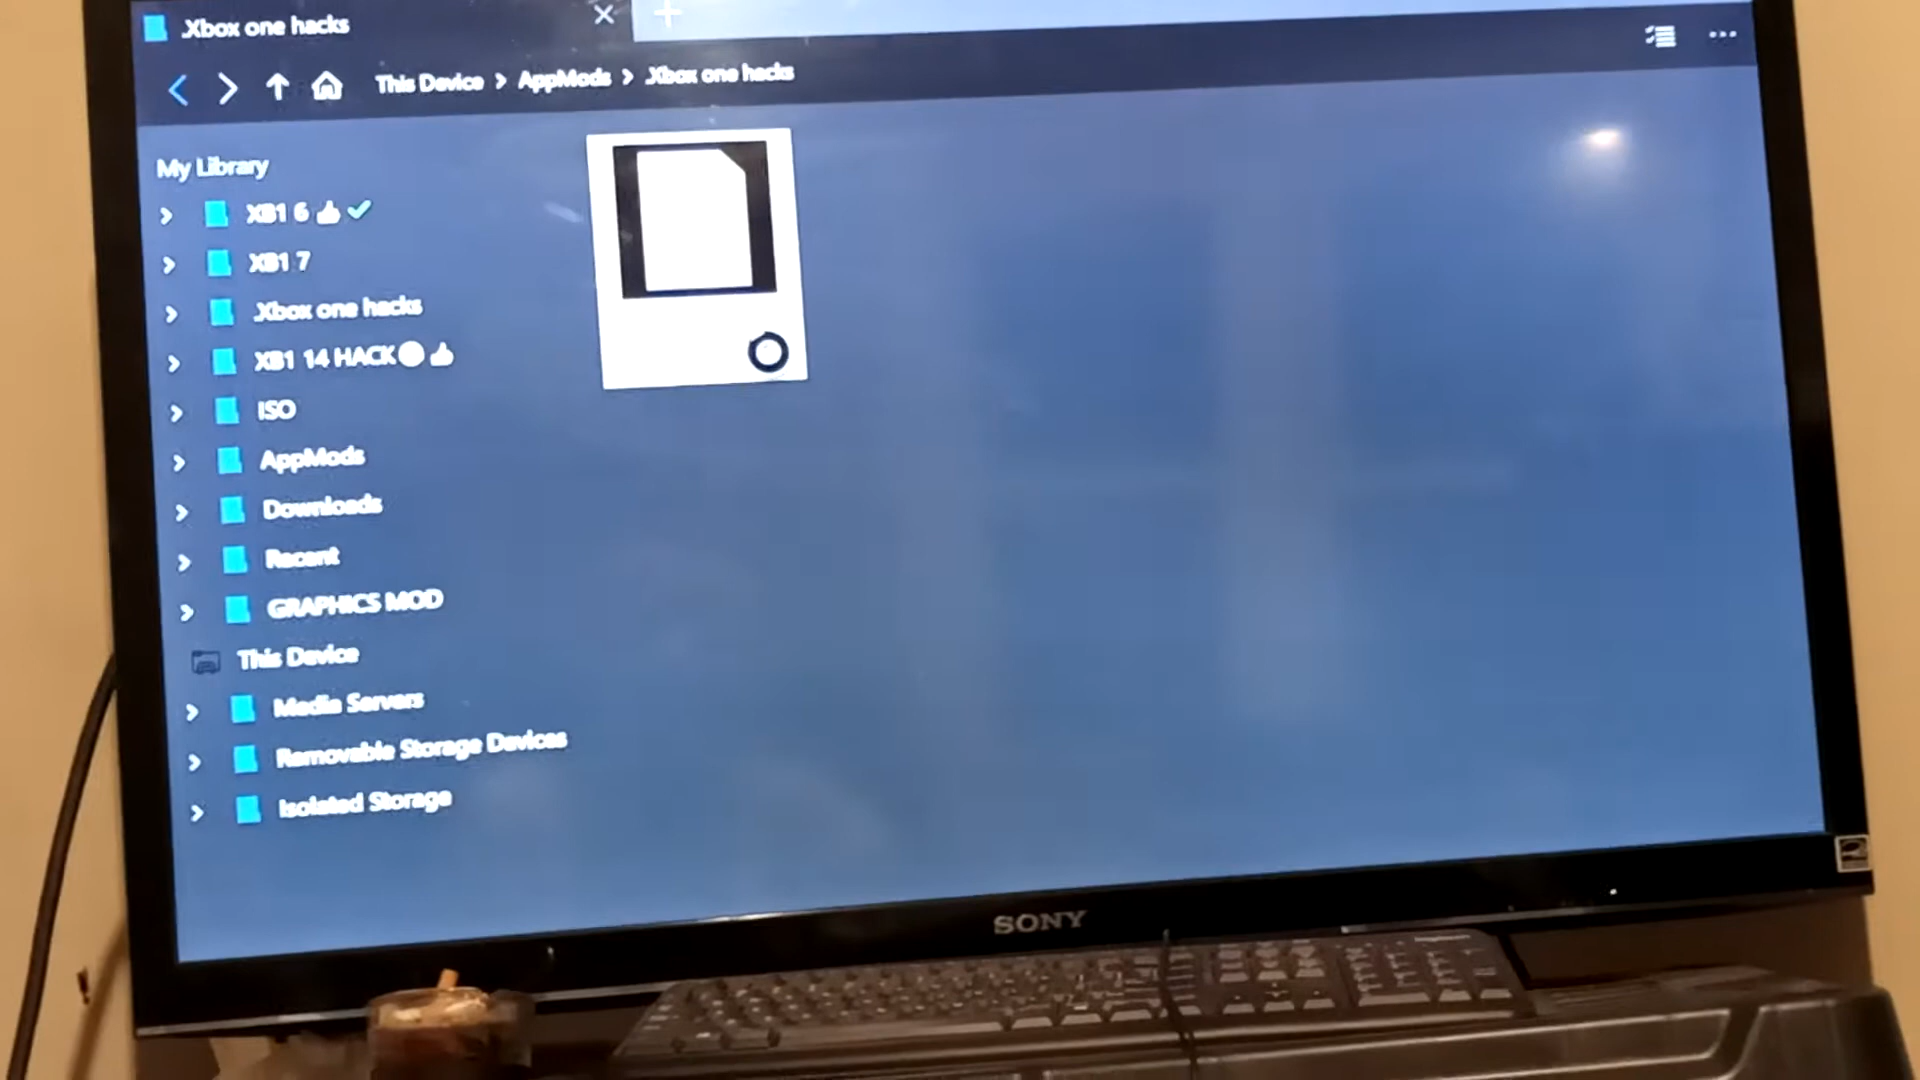 .Xbox one hacks
This Device > AppMods > .Xbox one hacks
My Library
XB1 6 👍 ✔
XB1 7
.Xbox one hacks
XB1 14 HACK 👍
ISO
AppMods
Downloads
Recent
GRAPHICS MOD
This Device
Media Servers
Removable Storage Devices
Isolated Storage
SONY